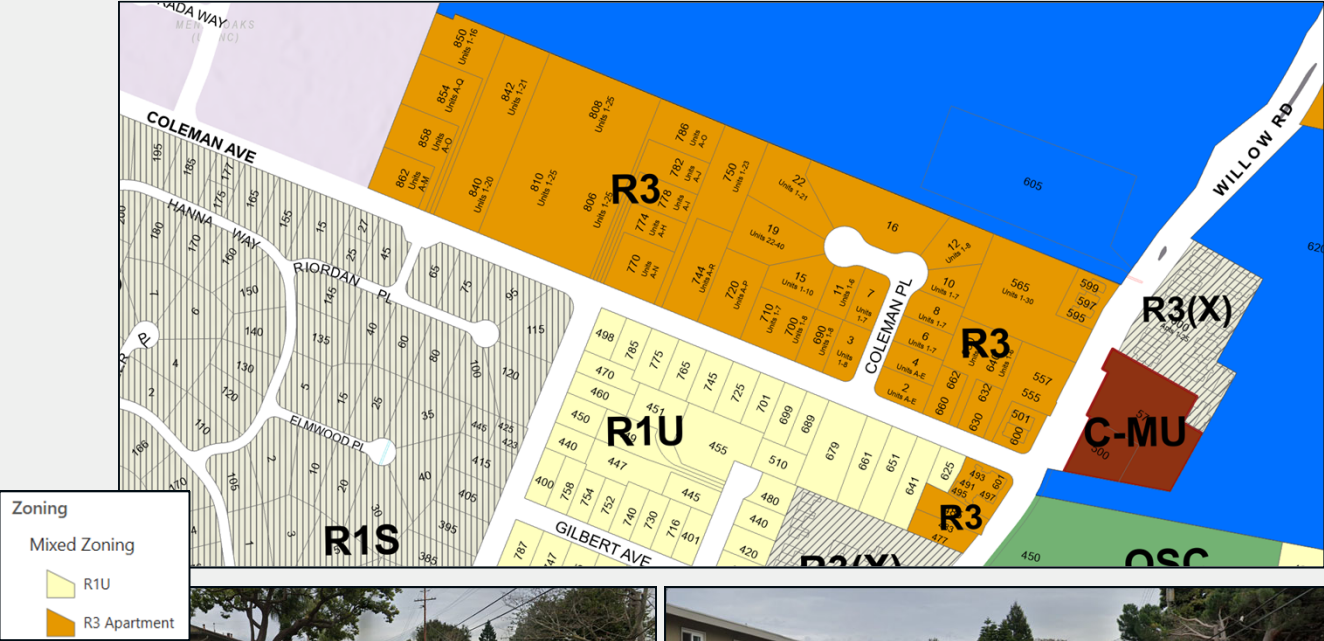 COLEMAN AVE
WILLOW RD
HANNA WAY
RIORDAN PL
ELMWOOD PL
COLEMAN PL
GILBERT AVE
R3
R3
R3
R3(X)
C-MU
R1U
R1S
OSC
850
Units 1-16
854
Units A-Q
858
Units
A-O
862
Units
A-M
842
Units 1-21
840
Units 1-20
808
Units 1-25
810
Units 1-25
806
Units 1-25
786
Units
A-O
782
Units
A-J
778
Units
A-I
774
Units
A-H
770
Units
A-N
750
Units 1-23
744
Units A-R
720
Units A-P
22
Units 1-21
19
Units 22-40
16
15
Units 1-10
710
Units 1-7
700
Units 1-8
690
Units 1-8
11
Units 1-6
7
Units
1-7
3
Units
1-8
12
Units 1-8
10
Units 1-7
8
Units 1-7
6
Units 1-7
4
Units A-E
2
Units A-E
565
Units 1-30
599
597
595
605
662
660
632
630
557
555
501
600
195
185
177
175
165
155
15
27
25
45
65
75
95
115
180
170
160
150
140
130
120
110
105
145
135
40
60
80
100
120
5
15
25
35
445
425
423
415
405
395
385
40
30
20
10
2
3
1
6
4
2
166
170
498
785
775
765
745
725
701
699
689
679
661
651
641
625
470
460
450
440
400
451
455
447
445
510
480
440
420
758
754
752
740
730
716
401
787
493
491
495
497
601
477
500
450
Zoning
Mixed Zoning
R1U
R3 Apartment